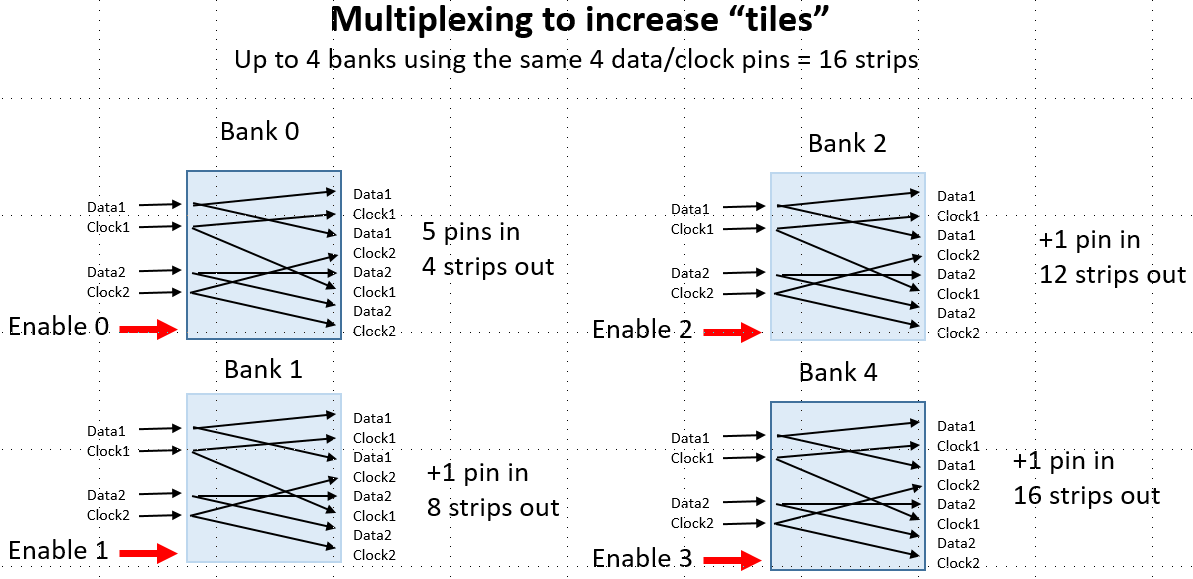 Multiplexing to increase “tiles”
Up to 4 banks using the same 4 data/clock pins = 16 strips
Bank 0
Data1
Clock1
Data2
Clock2
Enable 0
Data1
Clock1
Data1
Clock2
Data2
Clock1
Data2
Clock2
5 pins in
4 strips out
Bank 1
Data1
Clock1
Data2
Clock2
Enable 1
Data1
Clock1
Data1
Clock2
Data2
Clock1
Data2
Clock2
+1 pin in
8 strips out
Bank 2
Data1
Clock1
Data2
Clock2
Enable 2
Data1
Clock1
Data1
Clock2
Data2
Clock1
Data2
Clock2
+1 pin in
12 strips out
Bank 4
Data1
Clock1
Data2
Clock2
Enable 3
Data1
Clock1
Data1
Clock2
Data2
Clock1
Data2
Clock2
+1 pin in
16 strips out